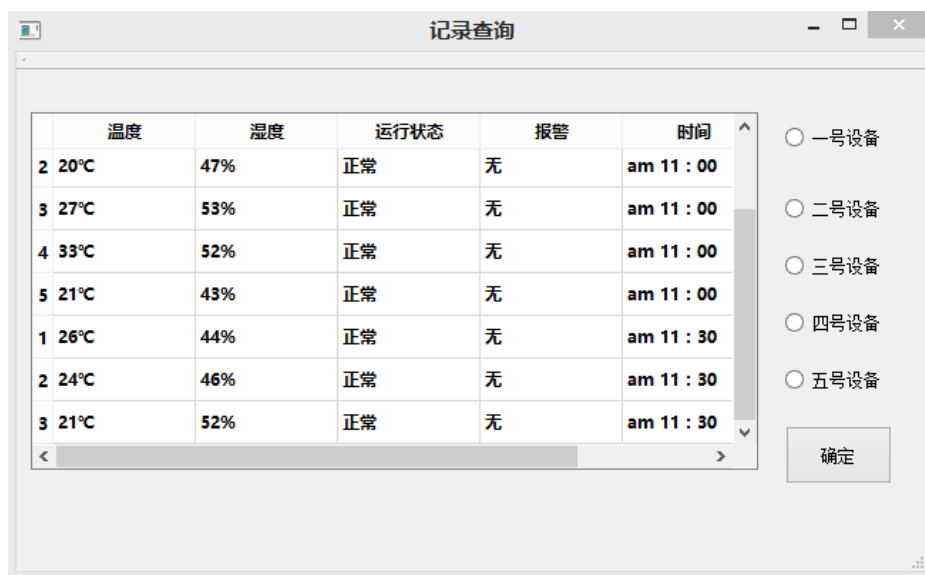 记录查询
温度 湿度 运行状态 报警 时间
2 20℃ 47% 正常 无 am 11：00
3 27℃ 53% 正常 无 am 11：00
4 33℃ 52% 正常 无 am 11：00
5 21℃ 43% 正常 无 am 11：00
1 26℃ 44% 正常 无 am 11：30
2 24℃ 46% 正常 无 am 11：30
3 21℃ 52% 正常 无 am 11：30
一号设备
二号设备
三号设备
四号设备
五号设备
确定